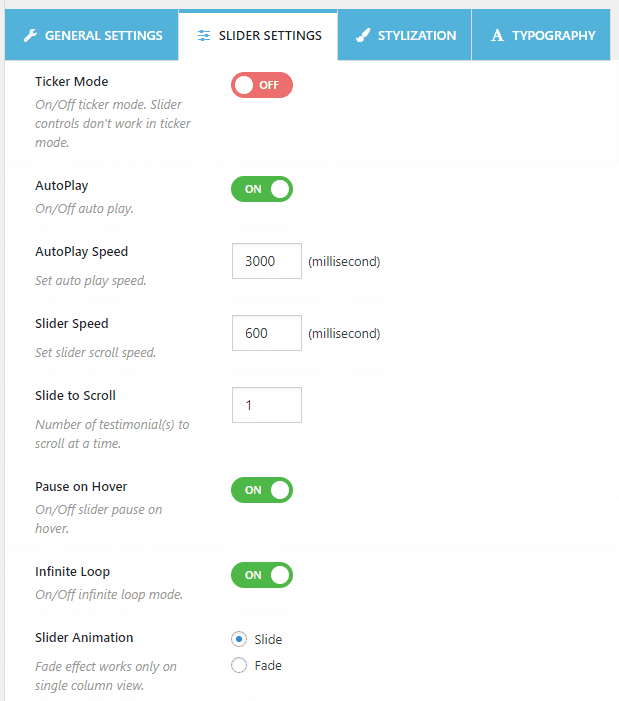 GENERAL SETTINGS
SLIDER SETTINGS
STYLIZATION
A TYPOGRAPHY
Ticker Mode
OFF
On/Off ticker mode. Slider
controls don't work in ticker
mode.
AutoPlay
ON
On/Off auto play.
AutoPlay Speed
3000 (millisecond)
Set auto play speed.
Slider Speed
600 (millisecond)
Set slider scroll speed.
Slide to Scroll
1
Number of testimonial(s) to
scroll at a time.
Pause on Hover
ON
On/Off slider pause on
hover.
Infinite Loop
ON
On/Off infinite loop mode.
Slider Animation
Slide
Fade effect works only on
single column view.
Fade